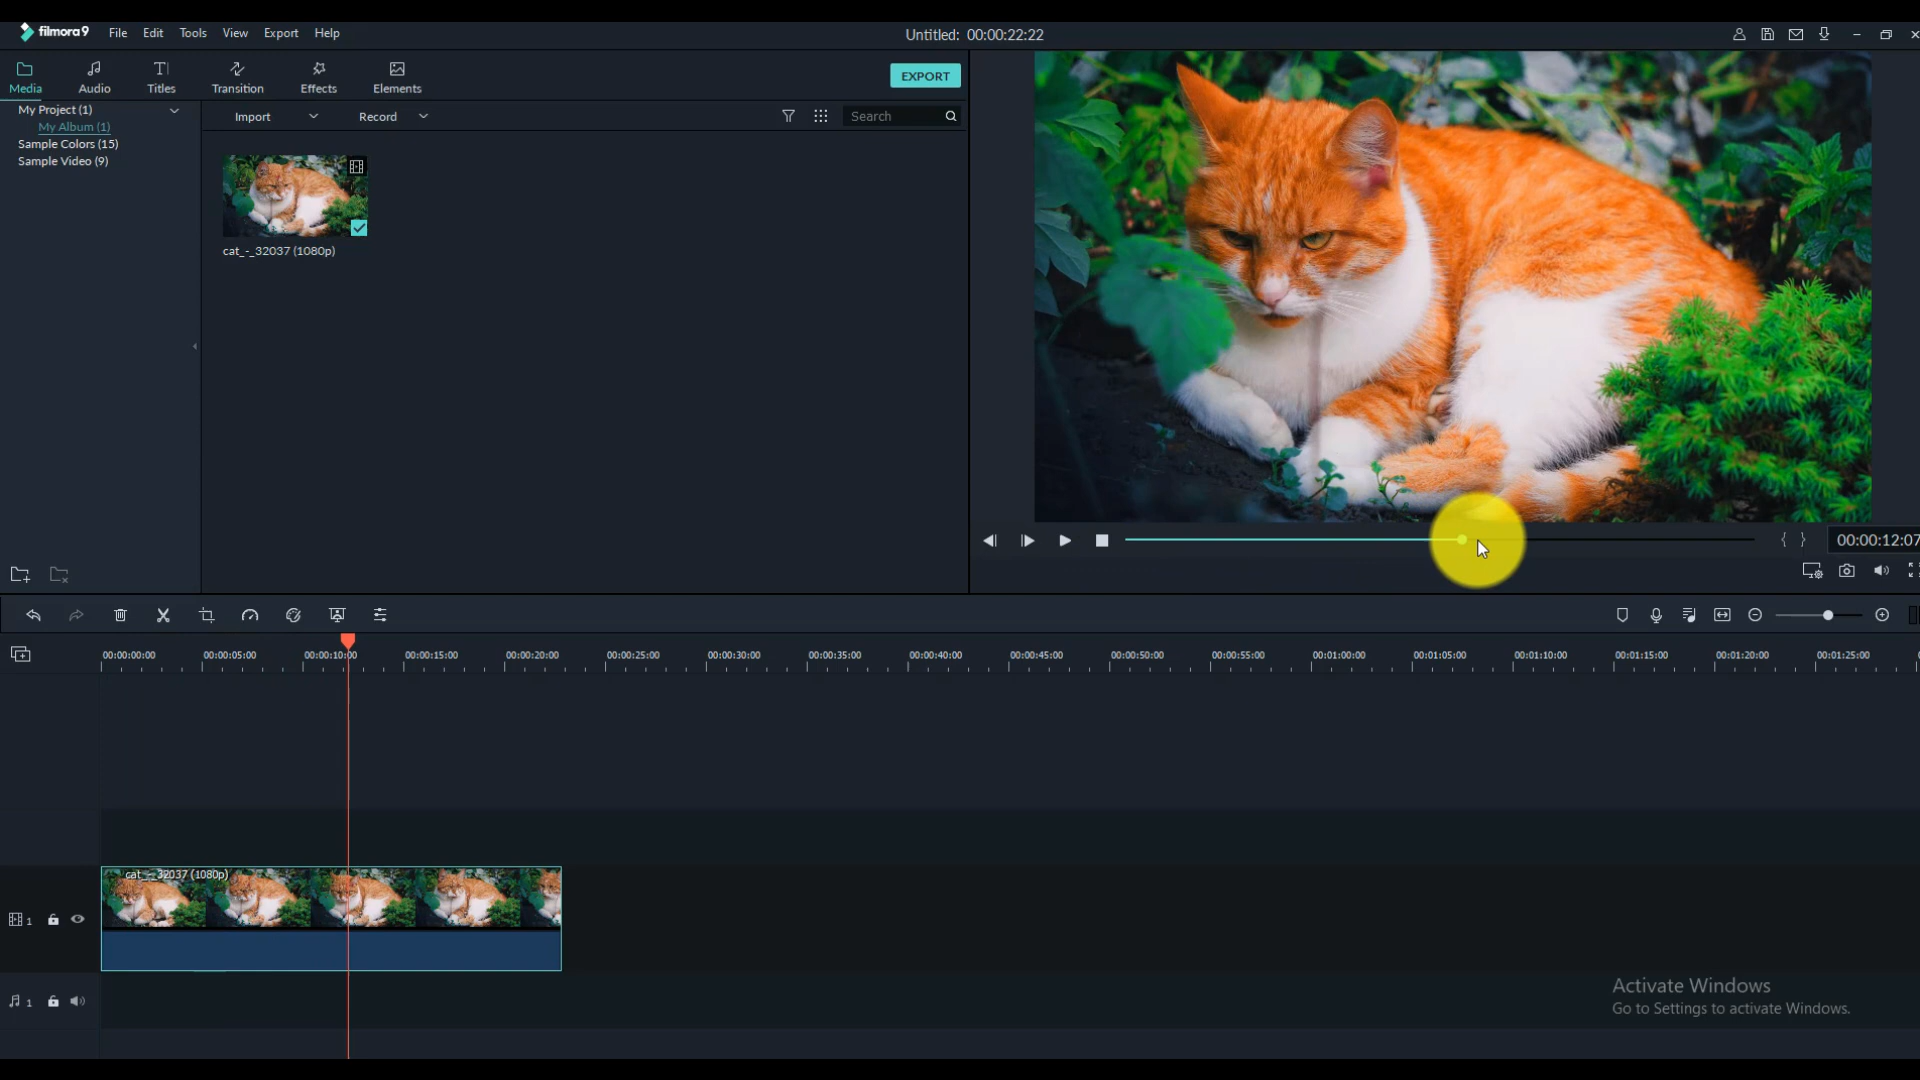 filmora9 File Edit Tools View Export Help Untitled: 00:00:22:22
Media Audio Titles Transition Effects Elements EXPORT
My Project (1) Import Record Search
My Album (1)
Sample Colors (15)
Sample Video (9)
cat_-_32037 (1080p)
00:00:12:07
00:00:00:00 00:00:05:00 00:00:10:00 00:00:15:00 00:00:20:00 00:00:25:00 00:00:30:00 00:00:35:00 00:00:40:00 00:00:45:00 00:00:50:00 00:00:55:00 00:01:00:00 00:01:05:00 00:01:10:00 00:01:15:00 00:01:20:00 00:01:25:00
cat_-_32037 (1080p)
1
1
Activate Windows
Go to Settings to activate Windows.